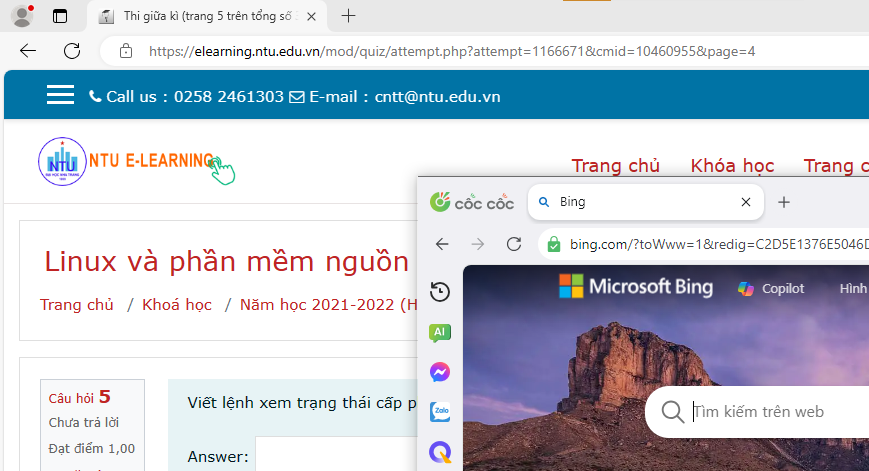 Thi giữa kì (trang 5 trên tổng số
https://elearning.ntu.edu.vn/mod/quiz/attempt.php?attempt=1166671&cmid=10460955&page=4
Call us : 0258 2461303 E-mail : cntt@ntu.edu.vn
NTU
NTU E-LEARNING
Trang chủ Khóa học Trang c
cốc cốc Bing
bing.com/?toWww=1&redig=C2D5E1376E5046D
Linux và phần mềm nguồn
Trang chủ / Khoá học / Năm học 2021-2022 (H
Microsoft Bing Copilot Hình
AI
Zalo
Tìm kiếm trên web
Câu hỏi 5
Chưa trả lời
Đạt điểm 1,00
Viết lệnh xem trạng thái cấp p
Answer: